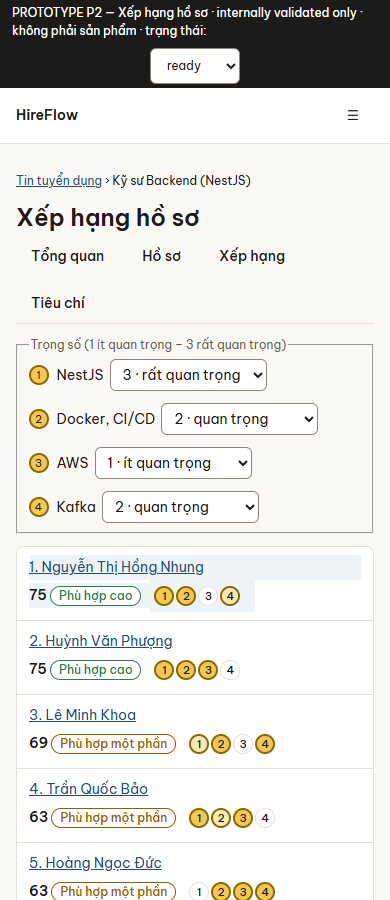 PROTOTYPE P2 — Xếp hạng hồ sơ · internally validated only ·
không phải sản phẩm · trạng thái:
ready
HireFlow
☰
Tin tuyển dụng › Kỹ sư Backend (NestJS)
Xếp hạng hồ sơ
Tổng quan Hồ sơ Xếp hạng
Tiêu chí
Trọng số (1 ít quan trọng – 3 rất quan trọng)
1 NestJS 3 · rất quan trọng
2 Docker, CI/CD 2 · quan trọng
3 AWS 1 · ít quan trọng
4 Kafka 2 · quan trọng
1. Nguyễn Thị Hồng Nhung
75 Phù hợp cao 1 2 3 4
2. Huỳnh Văn Phượng
75 Phù hợp cao 1 2 3 4
3. Lê Minh Khoa
69 Phù hợp một phần 1 2 3 4
4. Trần Quốc Bảo
63 Phù hợp một phần 1 2 3 4
5. Hoàng Ngọc Đức
63 Phù hợp một phần 1 2 3 4